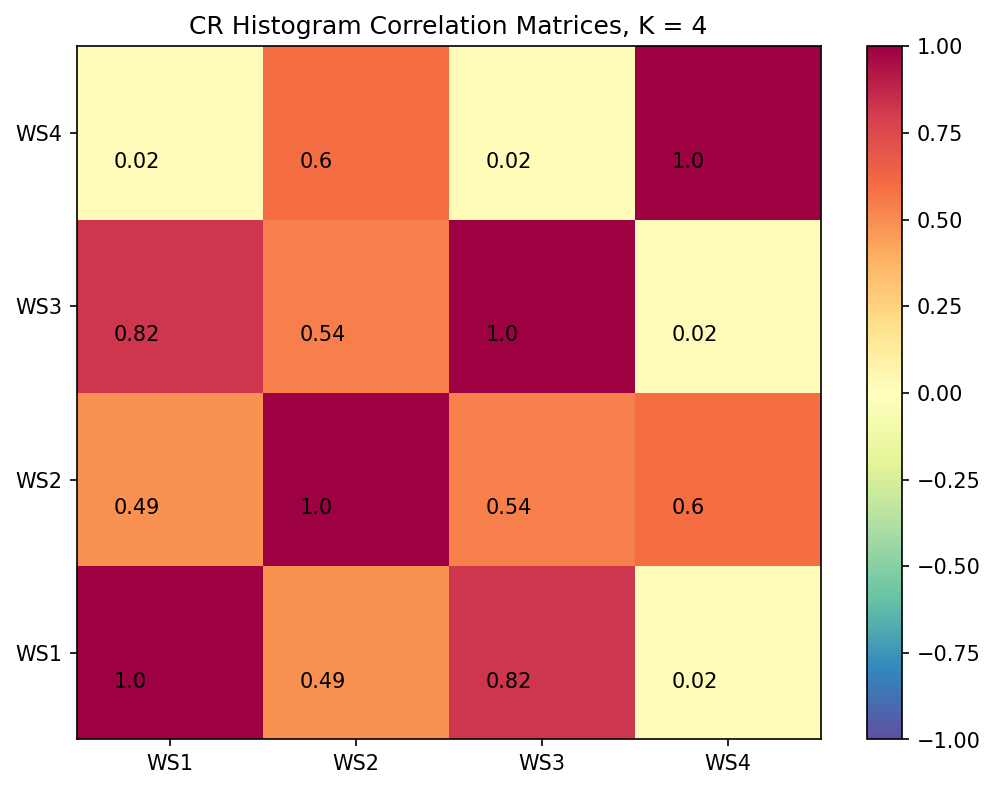 CR Histogram Correlation Matrices, K = 4
WS4 0.02 0.6 0.02 1.0
WS3 0.82 0.54 1.0 0.02
WS2 0.49 1.0 0.54 0.6
WS1 1.0 0.49 0.82 0.02
WS1 WS2 WS3 WS4
1.00
0.75
0.50
0.25
0.00
−0.25
−0.50
−0.75
−1.00